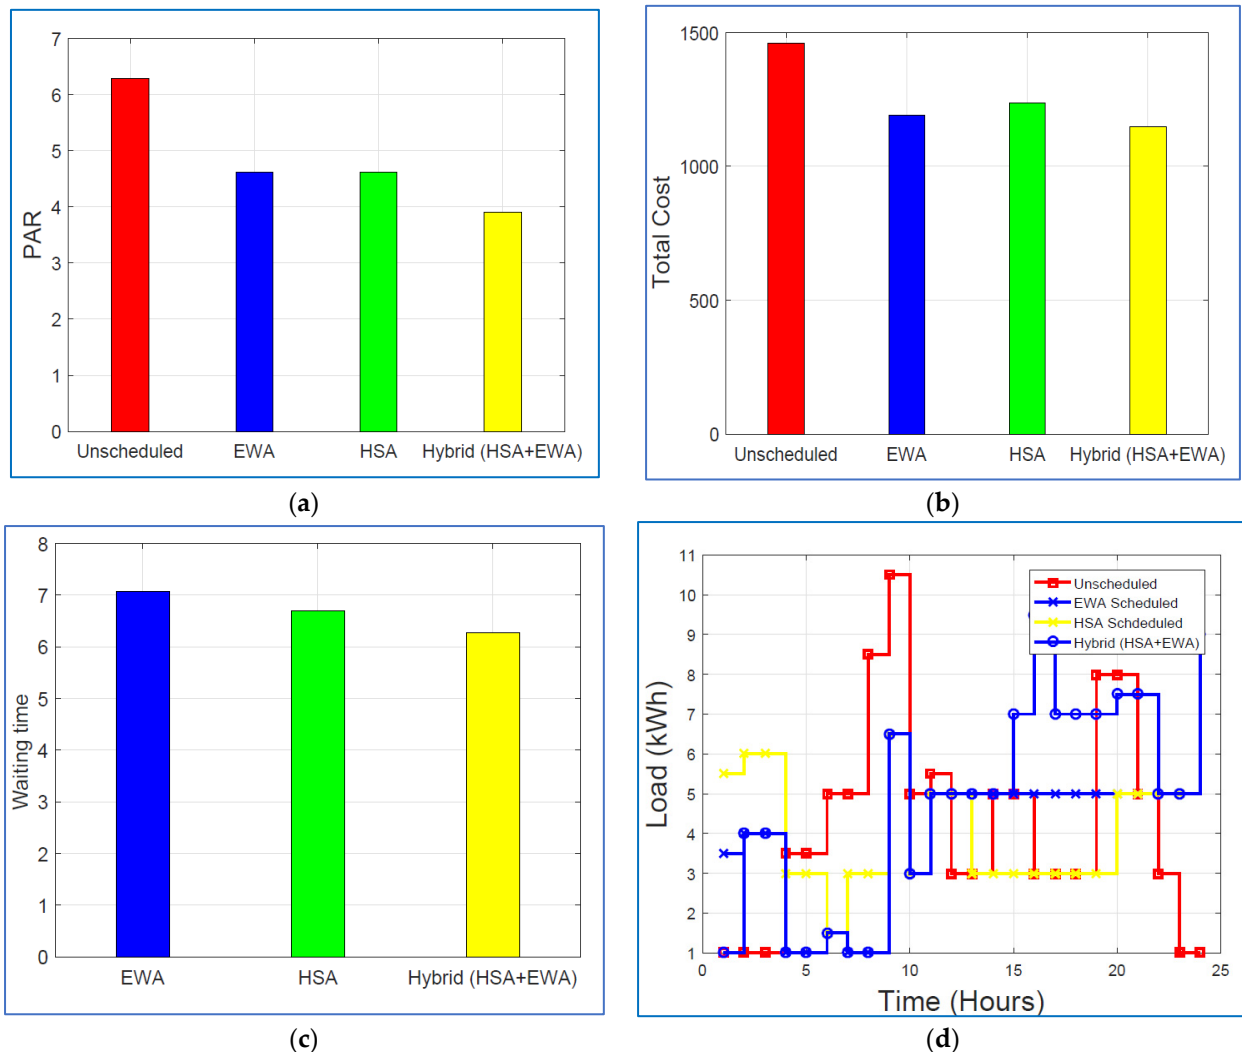 7
6
5
4
3
2
1
0
PAR
Unscheduled EWA HSA Hybrid (HSA+EWA)
(a)
1500
1000
500
0
Total Cost
Unscheduled EWA HSA Hybrid (HSA+EWA)
(b)
8
7
6
5
4
3
2
1
0
Waiting time
EWA HSA Hybrid (HSA+EWA)
(c)
11
10
9
8
7
6
5
4
3
2
1
Load (kWh)
Unscheduled
EWA Scheduled
HSA Schdeduled
Hybrid (HSA+EWA)
0 5 10 15 20 25
Time (Hours)
(d)